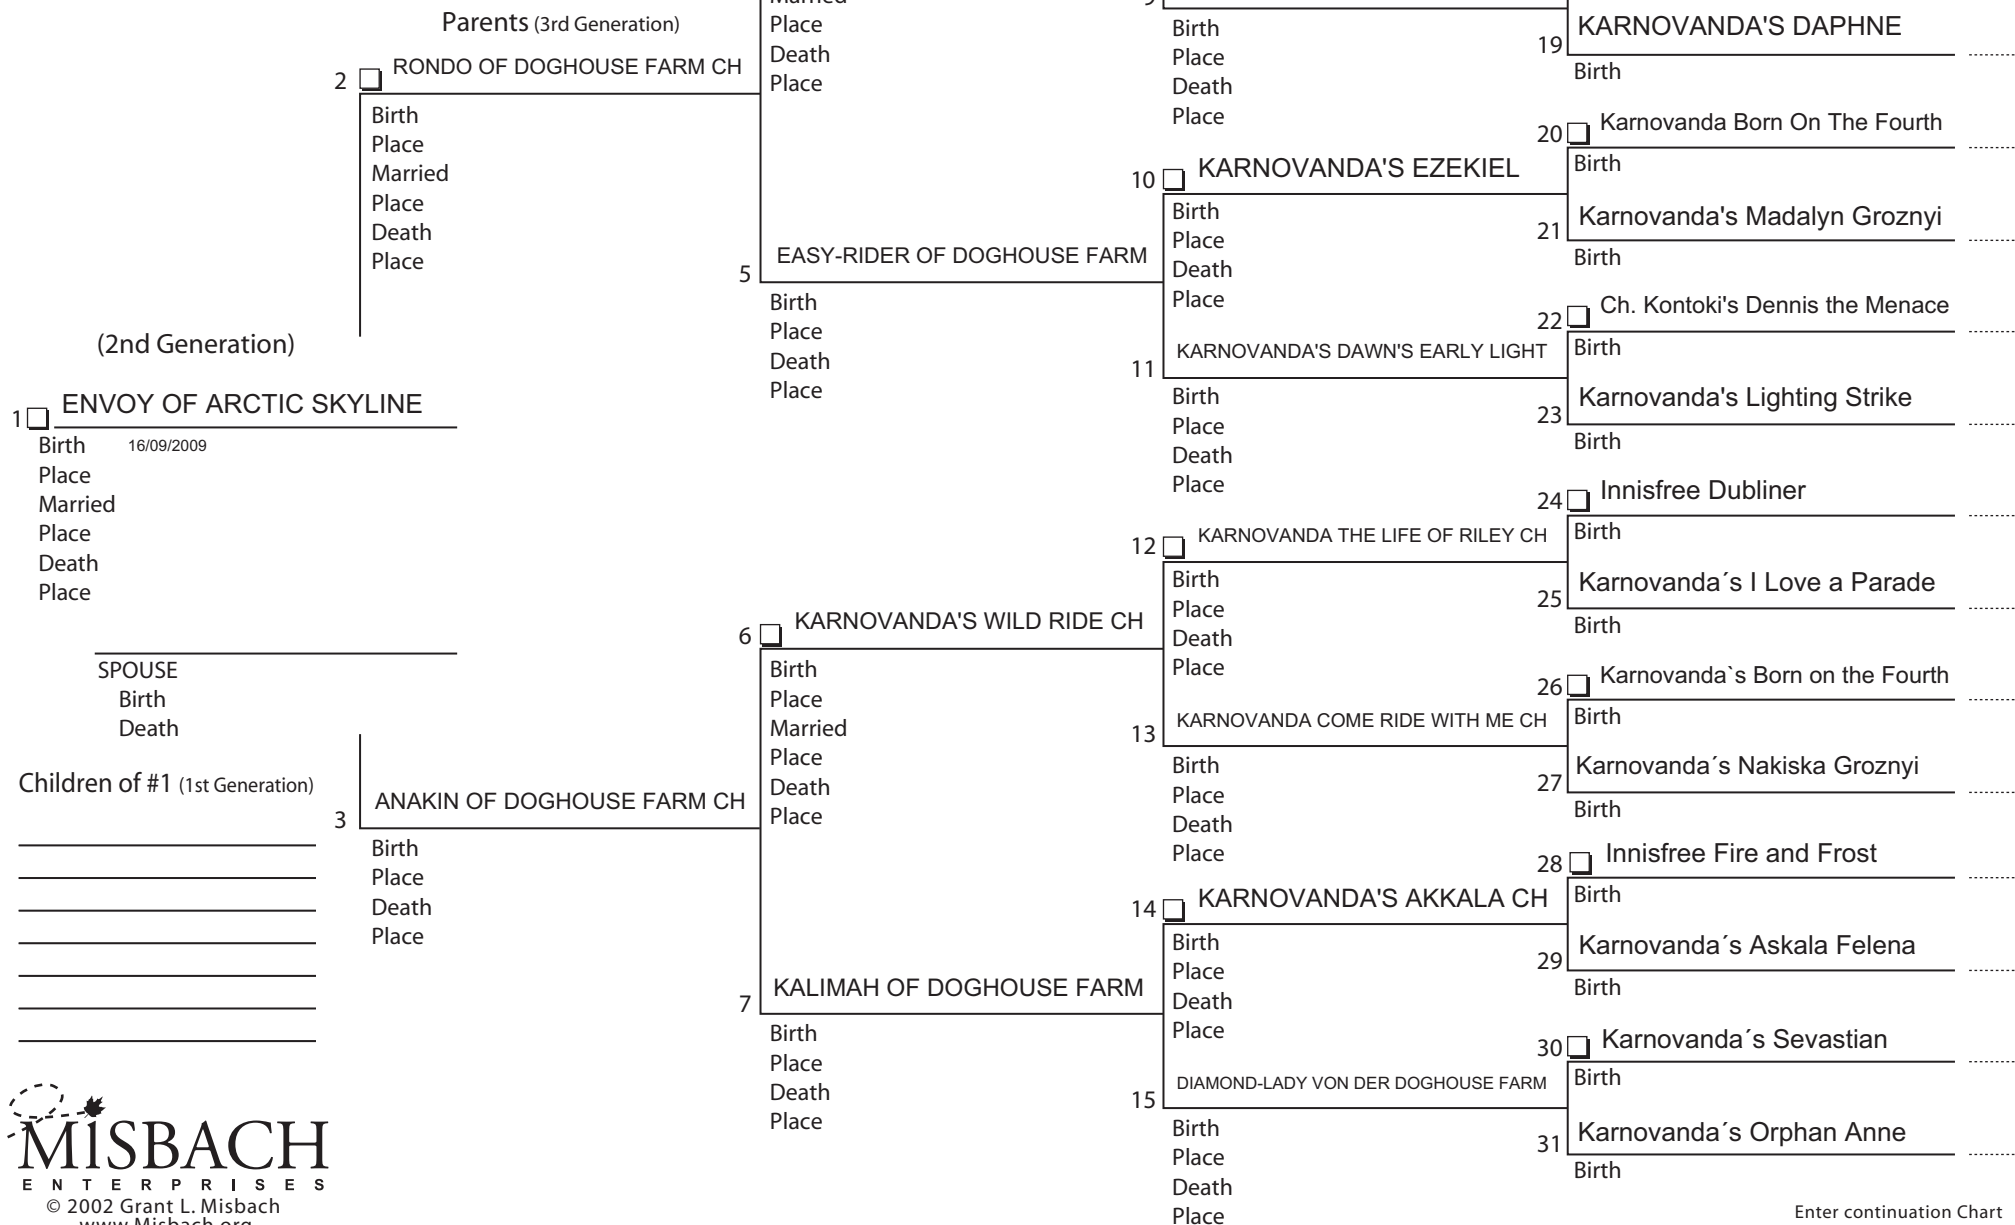 Parents (3rd Generation)
2
RONDO OF DOGHOUSE FARM CH
Birth
Place
Married
Place
Death
Place
(2nd Generation)
1
ENVOY OF ARCTIC SKYLINE
Birth 16/09/2009
Place
Married
Place
Death
Place
SPOUSE
Birth
Death
Children of #1 (1st Generation)
3
ANAKIN OF DOGHOUSE FARM CH
Birth
Place
Death
Place
MISBACH
ENTERPRISES
© 2002 Grant L. Misbach
www.Misbach.org
Married
Place
Death
Place
5
EASY-RIDER OF DOGHOUSE FARM
Birth
Place
Death
Place
6
KARNOVANDA'S WILD RIDE CH
Birth
Place
Married
Place
Death
Place
7
KALIMAH OF DOGHOUSE FARM
Birth
Place
Death
Place
9
Birth
Place
Death
Place
10
KARNOVANDA'S EZEKIEL
Birth
Place
Death
Place
11
KARNOVANDA'S DAWN'S EARLY LIGHT
Birth
Place
Death
Place
12
KARNOVANDA THE LIFE OF RILEY CH
Birth
Place
Death
Place
13
KARNOVANDA COME RIDE WITH ME CH
Birth
Place
Death
Place
14
KARNOVANDA'S AKKALA CH
Birth
Place
Death
Place
15
DIAMOND-LADY VON DER DOGHOUSE FARM
Birth
Place
Death
Place
19
KARNOVANDA'S DAPHNE
Birth
20
Karnovanda Born On The Fourth
Birth
21
Karnovanda's Madalyn Groznyi
Birth
22
Ch. Kontoki's Dennis the Menace
Birth
23
Karnovanda's Lighting Strike
Birth
24
Innisfree Dubliner
Birth
25
Karnovanda´s I Love a Parade
Birth
26
Karnovanda`s Born on the Fourth
Birth
27
Karnovanda´s Nakiska Groznyi
Birth
28
Innisfree Fire and Frost
Birth
29
Karnovanda´s Askala Felena
Birth
30
Karnovanda´s Sevastian
Birth
31
Karnovanda´s Orphan Anne
Birth
Enter continuation Chart